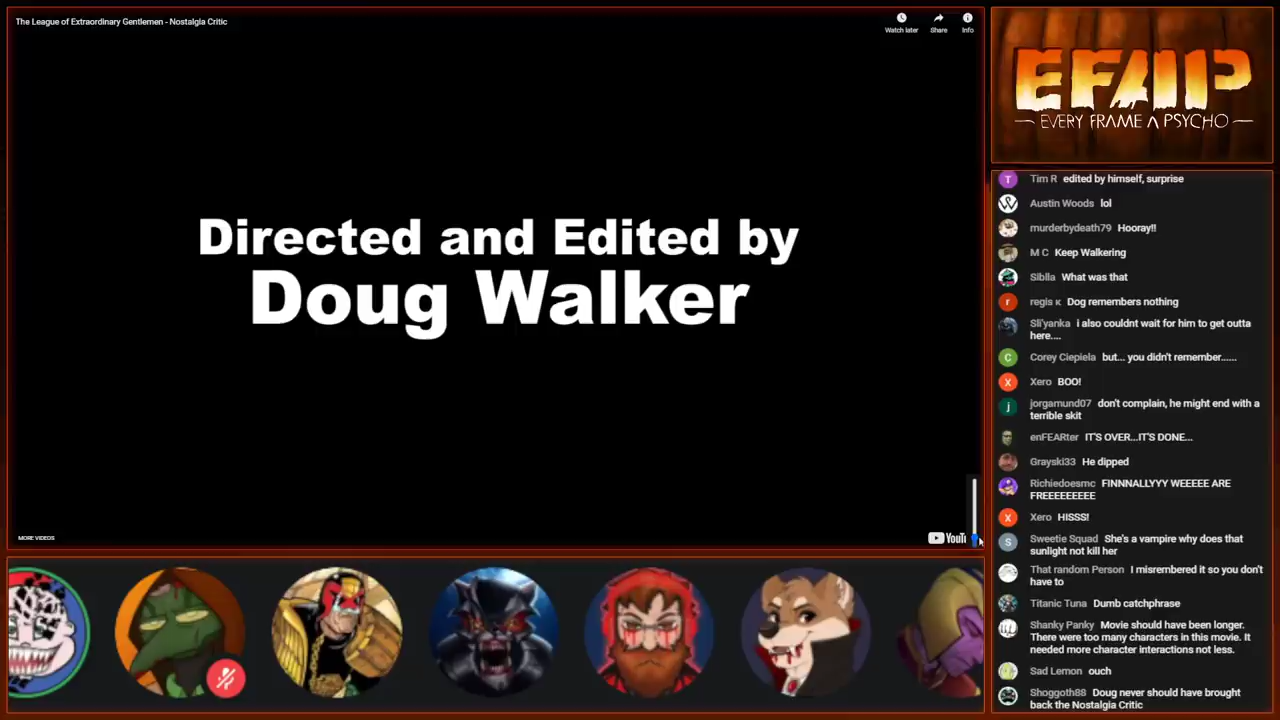 The League of Extraordinary Gentlemen - Nostalgia Critic
Watch later
Share
Info
Directed and Edited by
Doug Walker
MORE VIDEOS
YouT
EFAP
EVERY FRAME A PSYCHO
T
Tim R edited by himself, surprise
Austin Woods lol
murderbydeath79 Hooray!!
M C Keep Walkering
Siblla What was that
r
regis к Dog remembers nothing
Sli'yanka i also couldnt wait for him to get outta
here....
C
Corey Ciepiela but... you didn't remember......
X
Xero BOO!
j
jorgamund07 don't complain, he might end with a
terrible skit
enFEARter IT'S OVER...IT'S DONE...
Grayski33 He dipped
Richiedoesmc FINNNALLYYY WEEEEE ARE
FREEEEEEEEE
X
Xero HISSS!
S
Sweetie Squad She's a vampire why does that
sunlight not kill her
That random Person I misrembered it so you don't
have to
Titanic Tuna Dumb catchphrase
Shanky Panky Movie should have been longer.
There were too many characters in this movie. It
needed more character interactions not less.
Sad Lemon ouch
Shoggoth88 Doug never should have brought
back the Nostalgia Critic